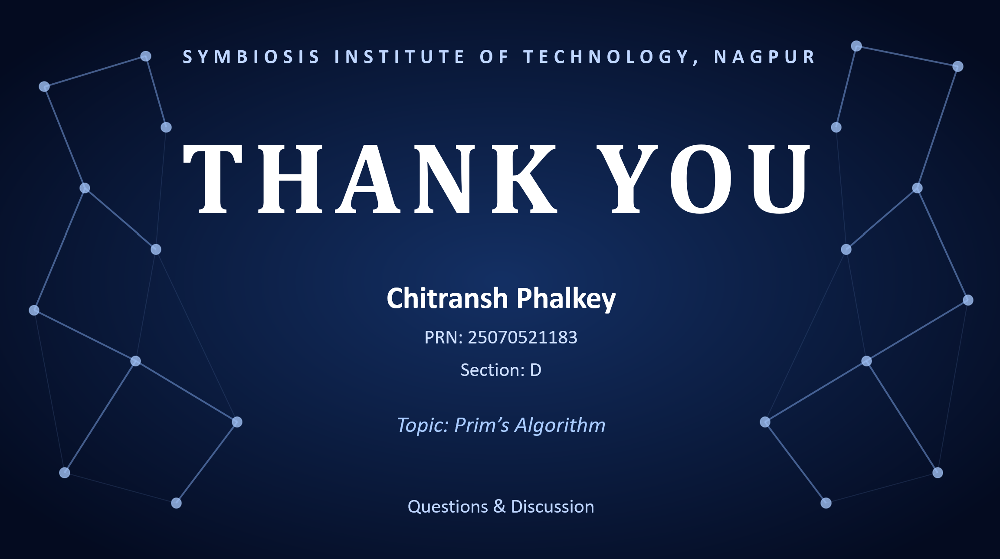 SYMBIOSIS INSTITUTE OF TECHNOLOGY, NAGPUR
THANK YOU
Chitransh Phalkey
PRN: 25070521183
Section: D
Topic: Prim’s Algorithm
Questions & Discussion